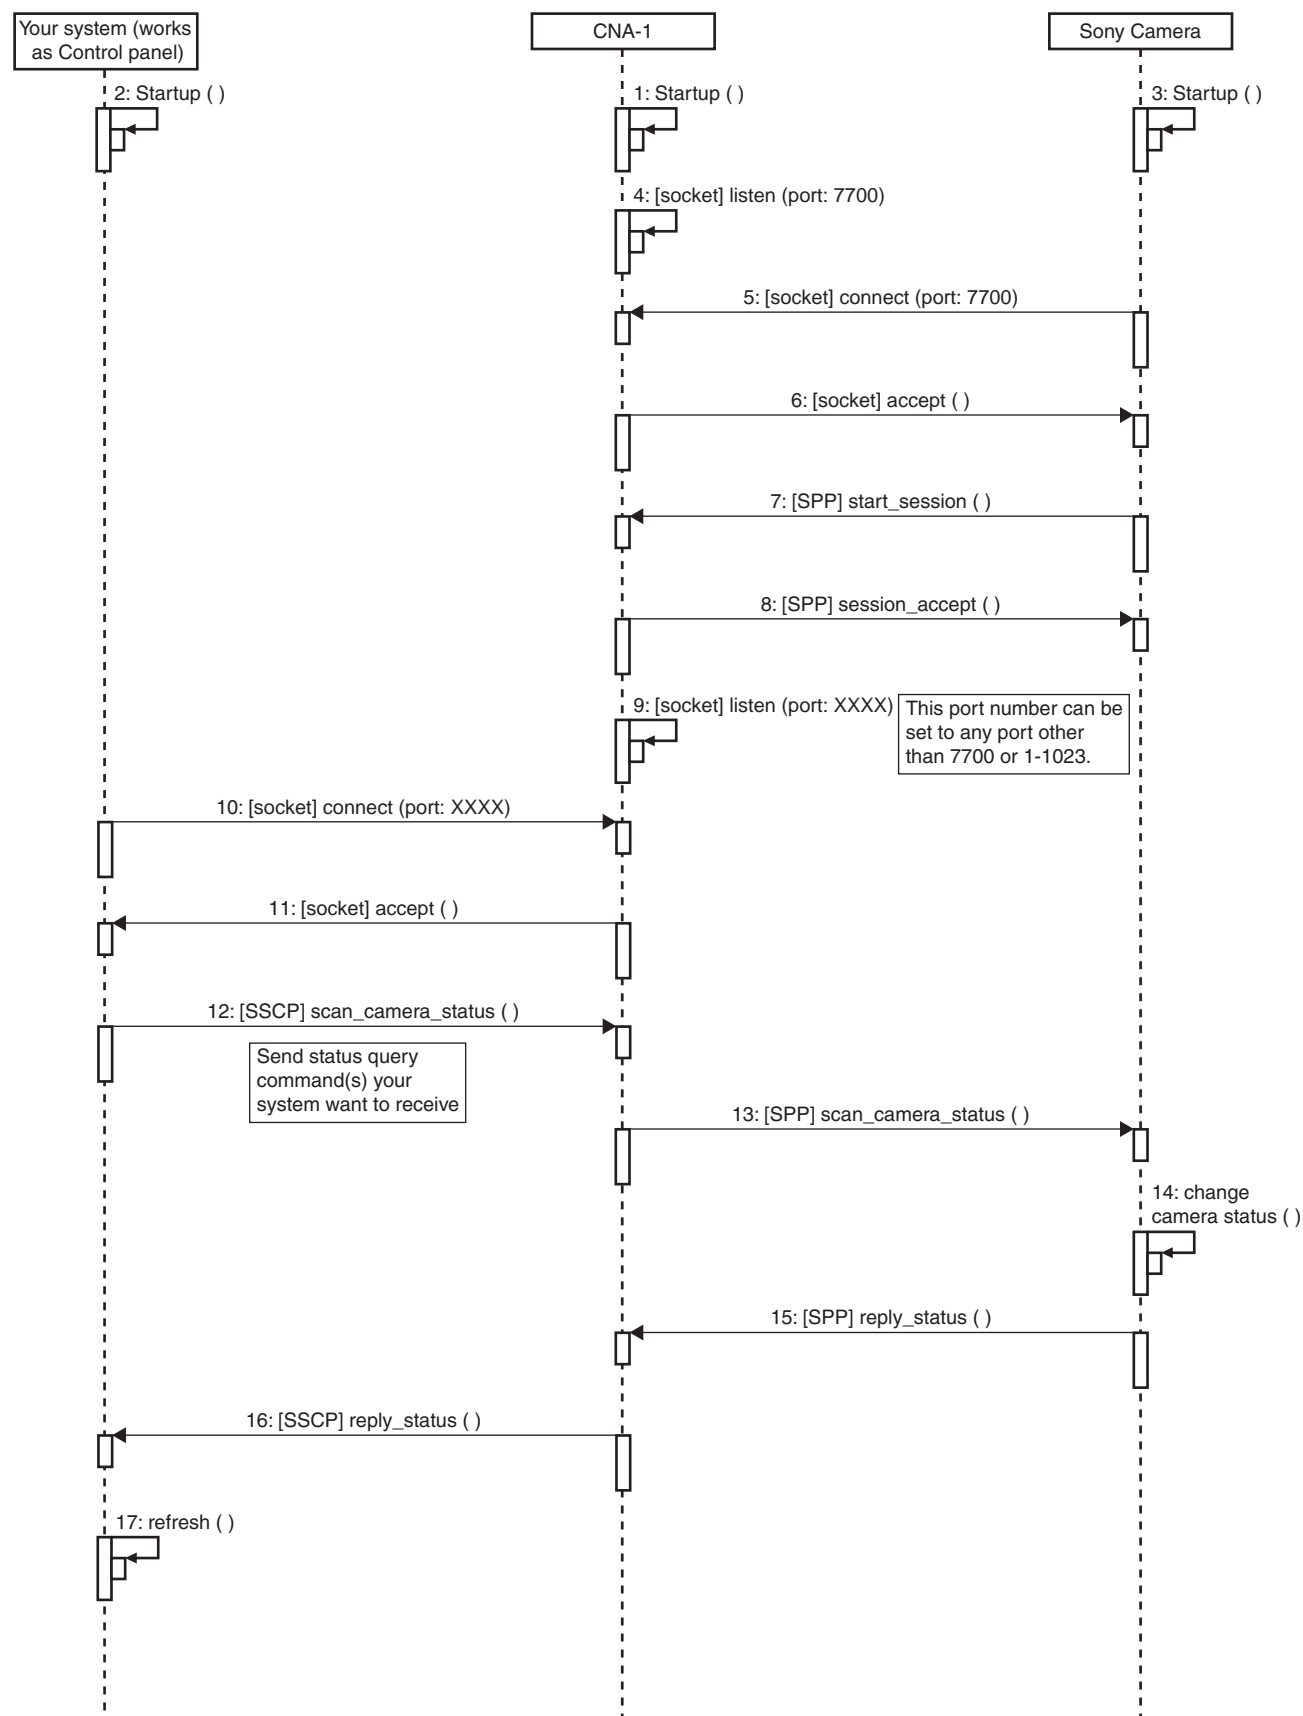 Your system (works
as Control panel)
CNA-1
Sony Camera
2: Startup ( )
1: Startup ( )
3: Startup ( )
4: [socket] listen (port: 7700)
5: [socket] connect (port: 7700)
6: [socket] accept ( )
7: [SPP] start_session ( )
8: [SPP] session_accept ( )
9: [socket] listen (port: XXXX)
This port number can be
set to any port other
than 7700 or 1-1023.
10: [socket] connect (port: XXXX)
11: [socket] accept ( )
12: [SSCP] scan_camera_status ( )
Send status query
command(s) your
system want to receive
13: [SPP] scan_camera_status ( )
14: change
camera status ( )
15: [SPP] reply_status ( )
16: [SSCP] reply_status ( )
17: refresh ( )